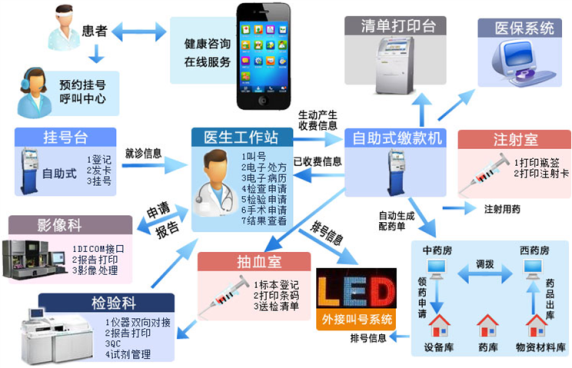 患者
预约挂号
呼叫中心
健康咨询
在线服务
清单打印台
医保系统
挂号台
自助式
1登记
2发卡
3挂号
就诊信息
医生工作站
1叫号
2电子处方
3电子病历
4检查申请
5检验申请
6手术申请
7结果查看
生动产生
收费信息
已收费信息
自助式缴款机
注射室
1打印瓶签
2打印注射卡
注射用药
自动生成
配药单
影像科
1DICOM接口
2报告打印
3影像处理
申请
报告
抽血室
1标本登记
2打印条码
3送检清单
排号信息
LED
外接叫号系统
排号信息
检验科
1仪器双向对接
2报告打印
3QC
4试剂管理
中药房
西药房
调拨
领药
申请
药品
出库
设备库
药库
物资材料库